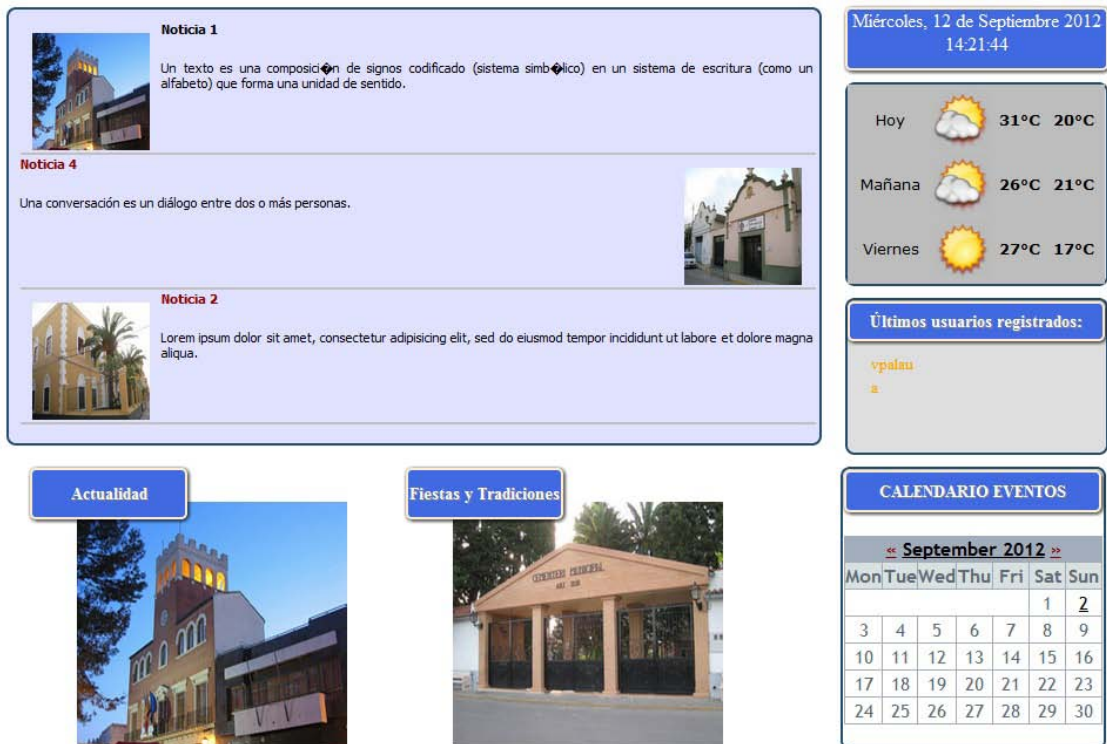 Noticia 1
Un texto es una composici�n de signos codificado (sistema simb�lico) en un sistema de escritura (como un
alfabeto) que forma una unidad de sentido.
Noticia 4
Una conversación es un diálogo entre dos o más personas.
Noticia 2
Lorem ipsum dolor sit amet, consectetur adipisicing elit, sed do eiusmod tempor incididunt ut labore et dolore magna
aliqua.
Actualidad
Fiestas y Tradiciones
CEMENTERI MUNICIPAL
Miércoles, 12 de Septiembre 2012
14:21:44
Hoy 31°C 20°C
Mañana 26°C 21°C
Viernes 27°C 17°C
Últimos usuarios registrados:
vpalau
a
CALENDARIO EVENTOS
« September 2012 »
Mon Tue Wed Thu Fri Sat Sun
1 2
3 4 5 6 7 8 9
10 11 12 13 14 15 16
17 18 19 20 21 22 23
24 25 26 27 28 29 30